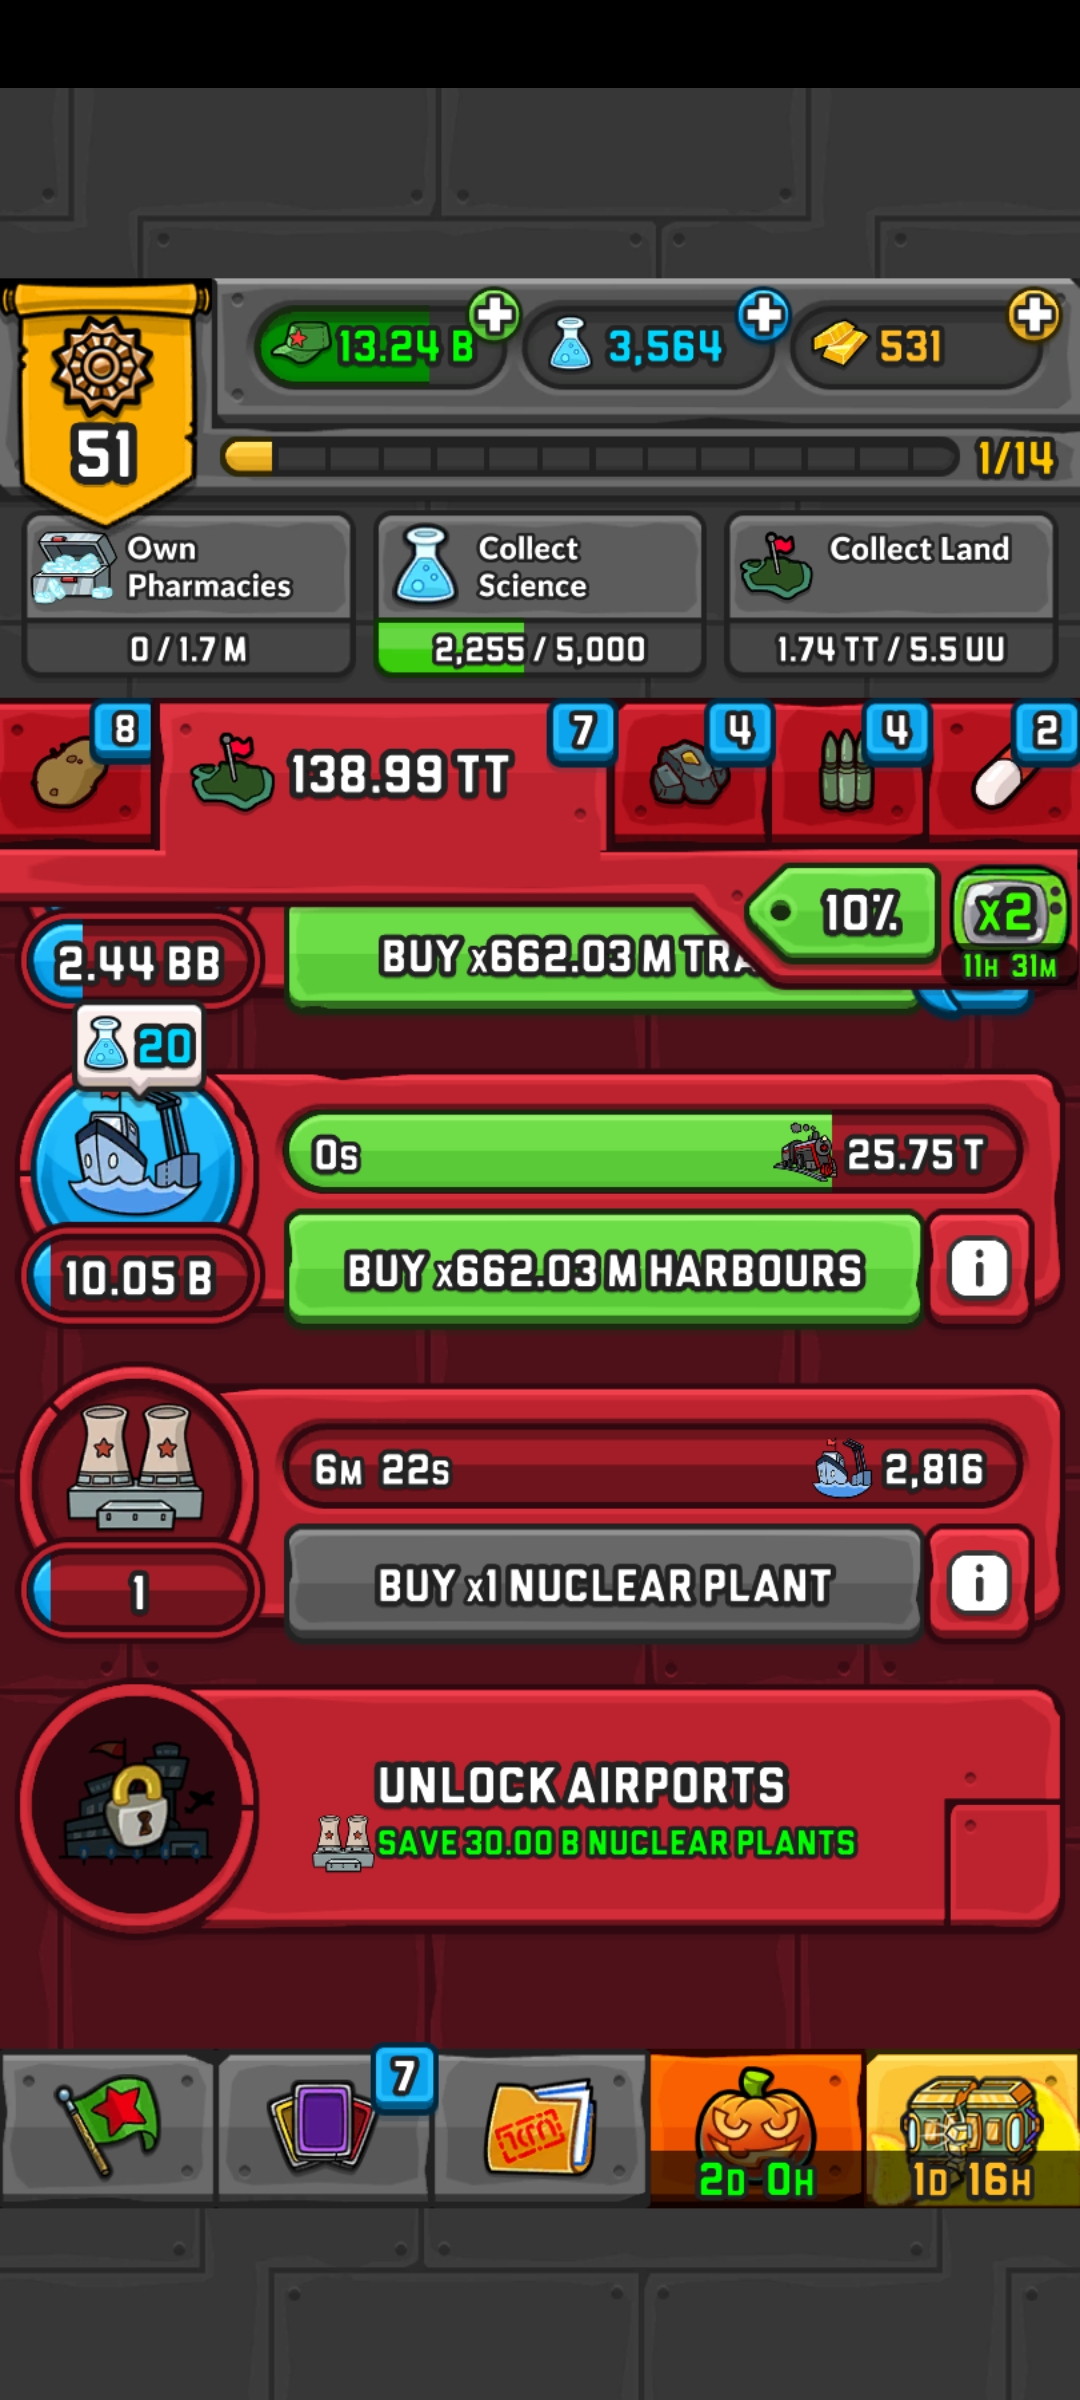 13.24 B
3,564
531
51
1/14
Own
Pharmacies
0 / 1.7 M
Collect
Science
2,255 / 5,000
Collect Land
1.74 TT / 5.5 UU
8
138.99 TT
7
4
4
2
10%
x2
11H 31M
2.44 BB
BUY x662.03 M TRA
20
0s
25.75 T
10.05 B
BUY x662.03 M HARBOURS
i
6M 22s
2,816
1
BUY x1 NUCLEAR PLANT
i
UNLOCK AIRPORTS
SAVE 30.00 B NUCLEAR PLANTS
7
2D 0H
1D 16H